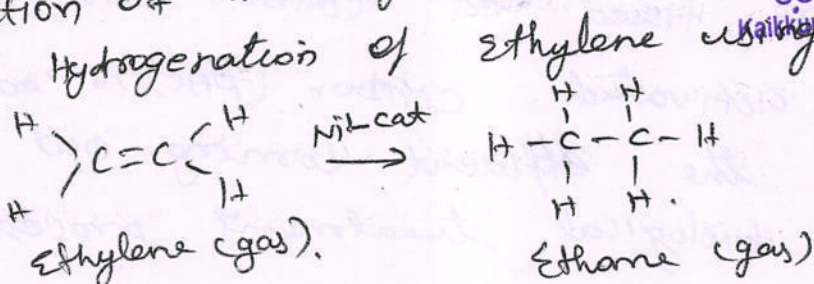 Hydrogenation of Ethylene using
H H H H
C=C Ni-cat H-C-C-H
H H H H.
Ethylene (gas). Ethane (gas)